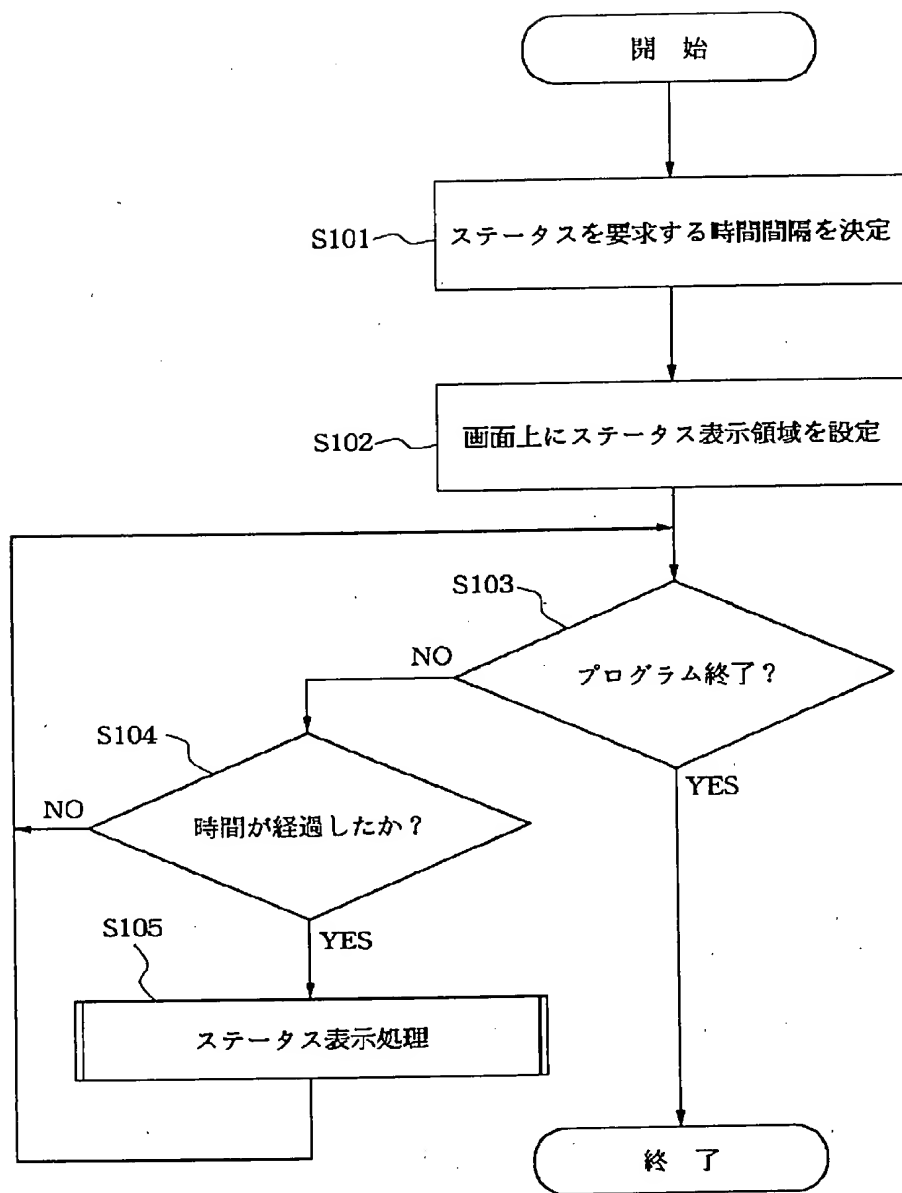 開 始
S101
ステータスを要求する時間間隔を決定
S102
画面上にステータス表示領域を設定
S103
プログラム終了？
NO
YES
S104
時間が経過したか？
NO
YES
S105
ステータス表示処理
終 了